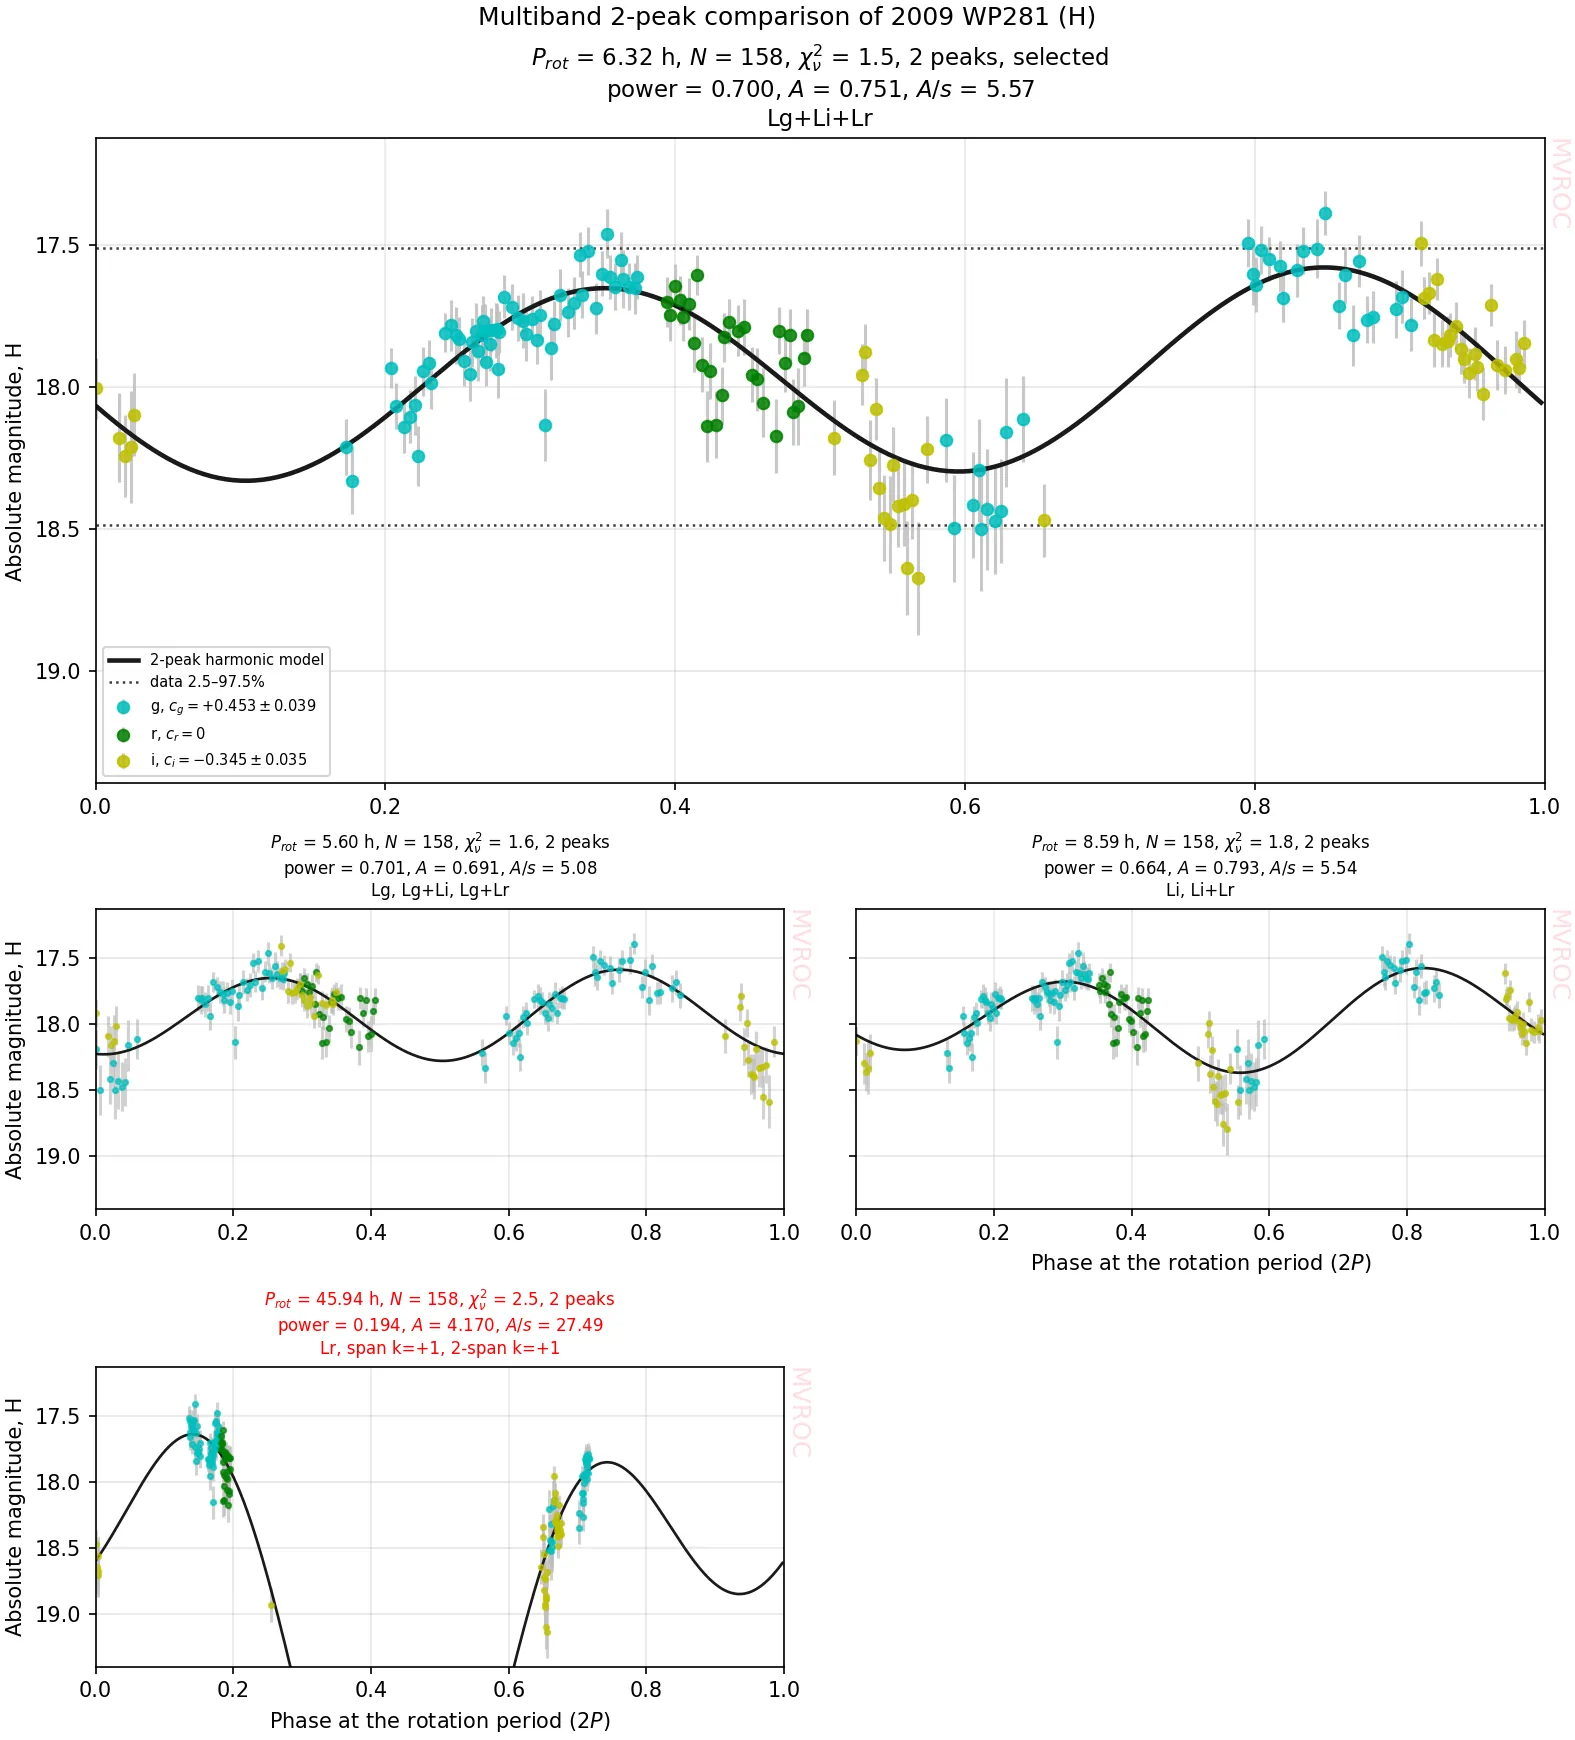 Multiband 2-peak comparison of 2009 WP281 (H)
P_rot = 6.32 h, N = 158, χ²_ν = 1.5, 2 peaks, selected
power = 0.700, A = 0.751, A/s = 5.57
Lg+Li+Lr
MVROC
Absolute magnitude, H
17.5
18.0
18.5
19.0
2-peak harmonic model
data 2.5–97.5%
g, c_g = +0.453 ± 0.039
r, c_r = 0
i, c_i = −0.345 ± 0.035
0.0 0.2 0.4 0.6 0.8 1.0
P_rot = 5.60 h, N = 158, χ²_ν = 1.6, 2 peaks
power = 0.701, A = 0.691, A/s = 5.08
Lg, Lg+Li, Lg+Lr
MVROC
Absolute magnitude, H
17.5
18.0
18.5
19.0
0.0 0.2 0.4 0.6 0.8 1.0
P_rot = 8.59 h, N = 158, χ²_ν = 1.8, 2 peaks
power = 0.664, A = 0.793, A/s = 5.54
Li, Li+Lr
MVROC
0.0 0.2 0.4 0.6 0.8 1.0
Phase at the rotation period (2P)
P_rot = 45.94 h, N = 158, χ²_ν = 2.5, 2 peaks
power = 0.194, A = 4.170, A/s = 27.49
Lr, span k=+1, 2-span k=+1
MVROC
Absolute magnitude, H
17.5
18.0
18.5
19.0
0.0 0.2 0.4 0.6 0.8 1.0
Phase at the rotation period (2P)